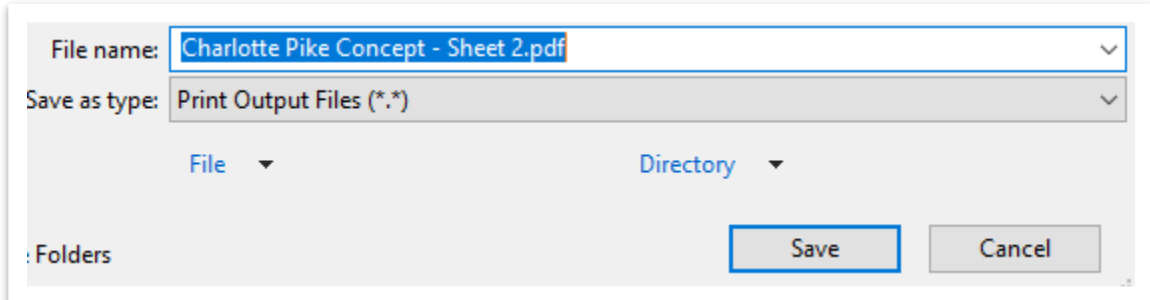 File name: Charlotte Pike Concept - Sheet 2.pdf
Save as type: Print Output Files (*.*)
File Directory
Folders Save Cancel